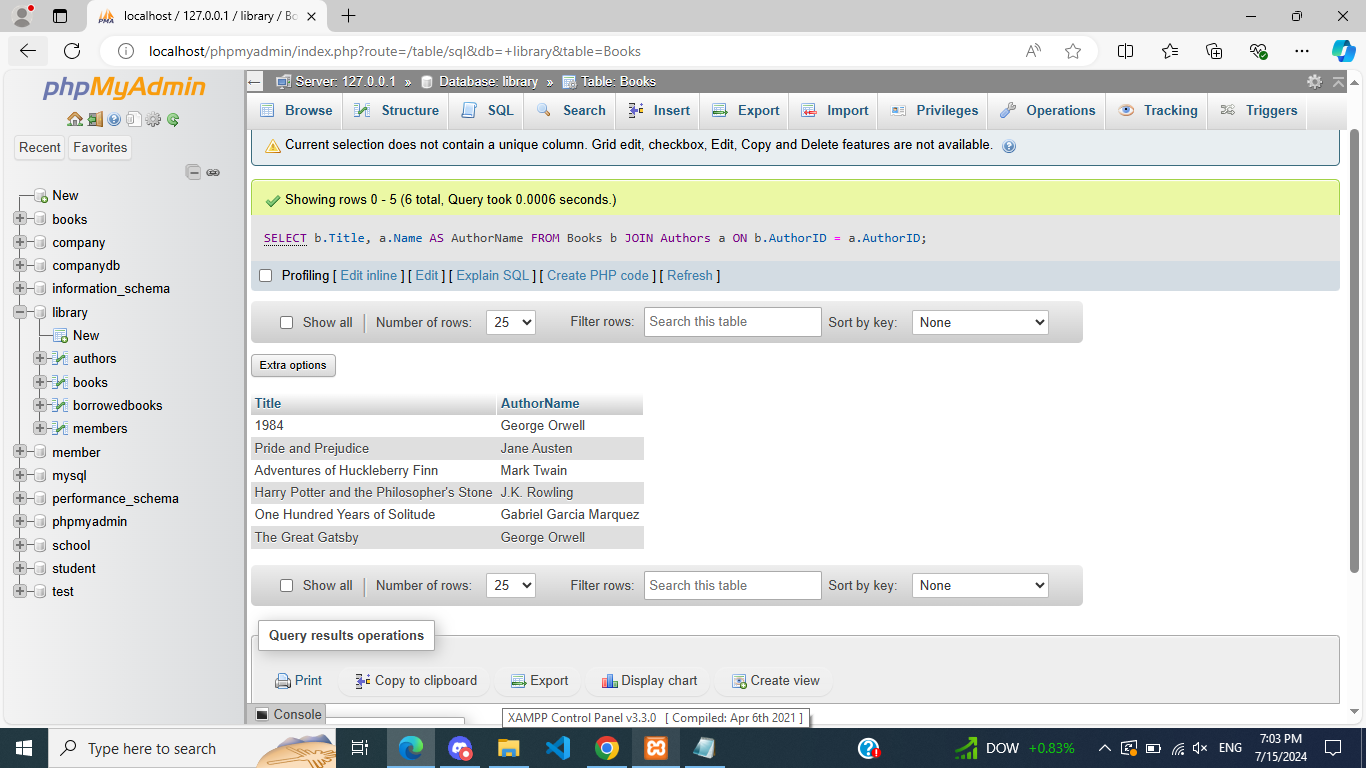 localhost / 127.0.0.1 / library / Bo
localhost/phpmyadmin/index.php?route=/table/sql&db=+library&table=Books
phpMyAdmin
Recent
Favorites
New
books
company
companydb
information_schema
library
New
authors
books
borrowedbooks
members
member
mysql
performance_schema
phpmyadmin
school
student
test
Server: 127.0.0.1 » Database: library » Table: Books
Browse Structure SQL Search Insert Export Import Privileges Operations Tracking Triggers
Current selection does not contain a unique column. Grid edit, checkbox, Edit, Copy and Delete features are not available.
Showing rows 0 - 5 (6 total, Query took 0.0006 seconds.)
SELECT b.Title, a.Name AS AuthorName FROM Books b JOIN Authors a ON b.AuthorID = a.AuthorID;
Profiling [ Edit inline ] [ Edit ] [ Explain SQL ] [ Create PHP code ] [ Refresh ]
Show all | Number of rows: 25 Filter rows: Search this table Sort by key: None
Extra options
Title AuthorName
1984 George Orwell
Pride and Prejudice Jane Austen
Adventures of Huckleberry Finn Mark Twain
Harry Potter and the Philosopher's Stone J.K. Rowling
One Hundred Years of Solitude Gabriel Garcia Marquez
The Great Gatsby George Orwell
Show all | Number of rows: 25 Filter rows: Search this table Sort by key: None
Query results operations
Print Copy to clipboard Export Display chart Create view
Console
XAMPP Control Panel v3.3.0 [ Compiled: Apr 6th 2021 ]
Type here to search
DOW +0.83%
ENG
7:03 PM
7/15/2024